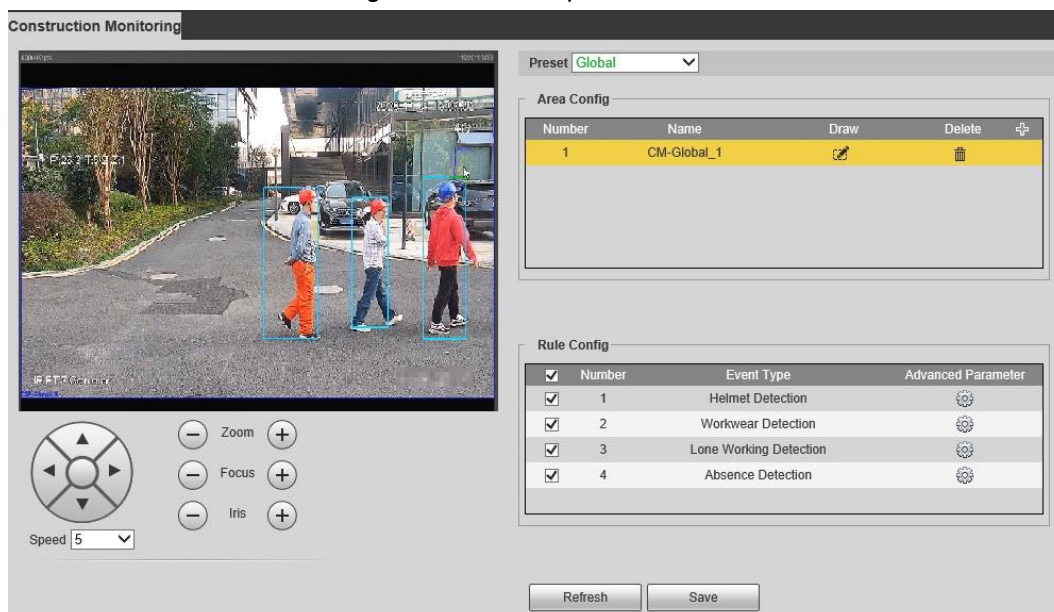 Construction Monitoring
Preset Global
Area Config
Number Name Draw Delete
1 CM-Global_1
Rule Config
Number Event Type Advanced Parameter
1 Helmet Detection
2 Workwear Detection
3 Lone Working Detection
4 Absence Detection
Zoom
Focus
Iris
Speed 5
Refresh Save